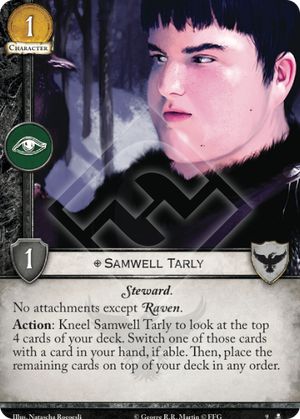 1
Character
1
Samwell Tarly
Steward.
No attachments except Raven.
Action: Kneel Samwell Tarly to look at the top
4 cards of your deck. Switch one of those cards
with a card in your hand, if able. Then, place the
remaining cards on top of your deck in any order.
Illus. Natascha
© George R.R. Martin © FFG
9